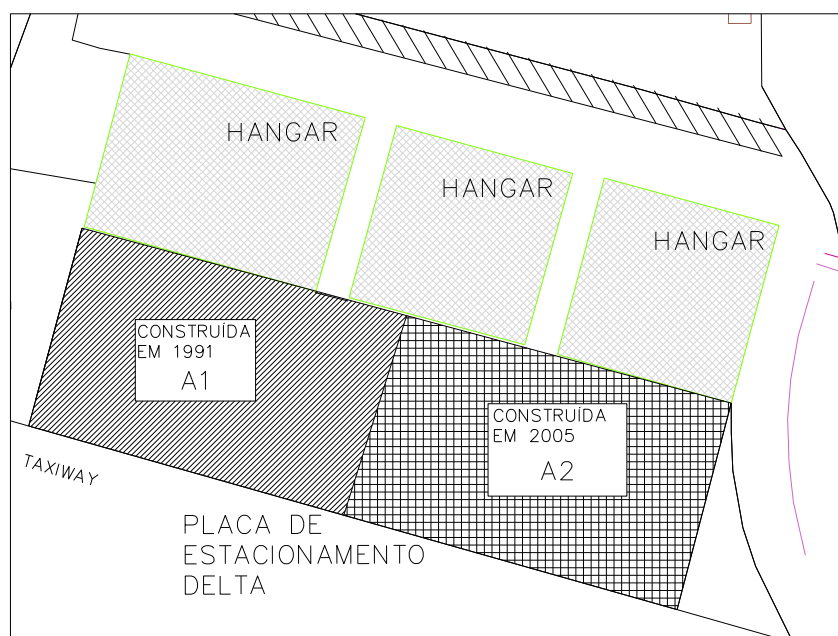 HANGAR
HANGAR
HANGAR
CONSTRUÍDA
EM 1991
A1
CONSTRUÍDA
EM 2005
A2
TAXIWAY
PLACA DE
ESTACIONAMENTO
DELTA